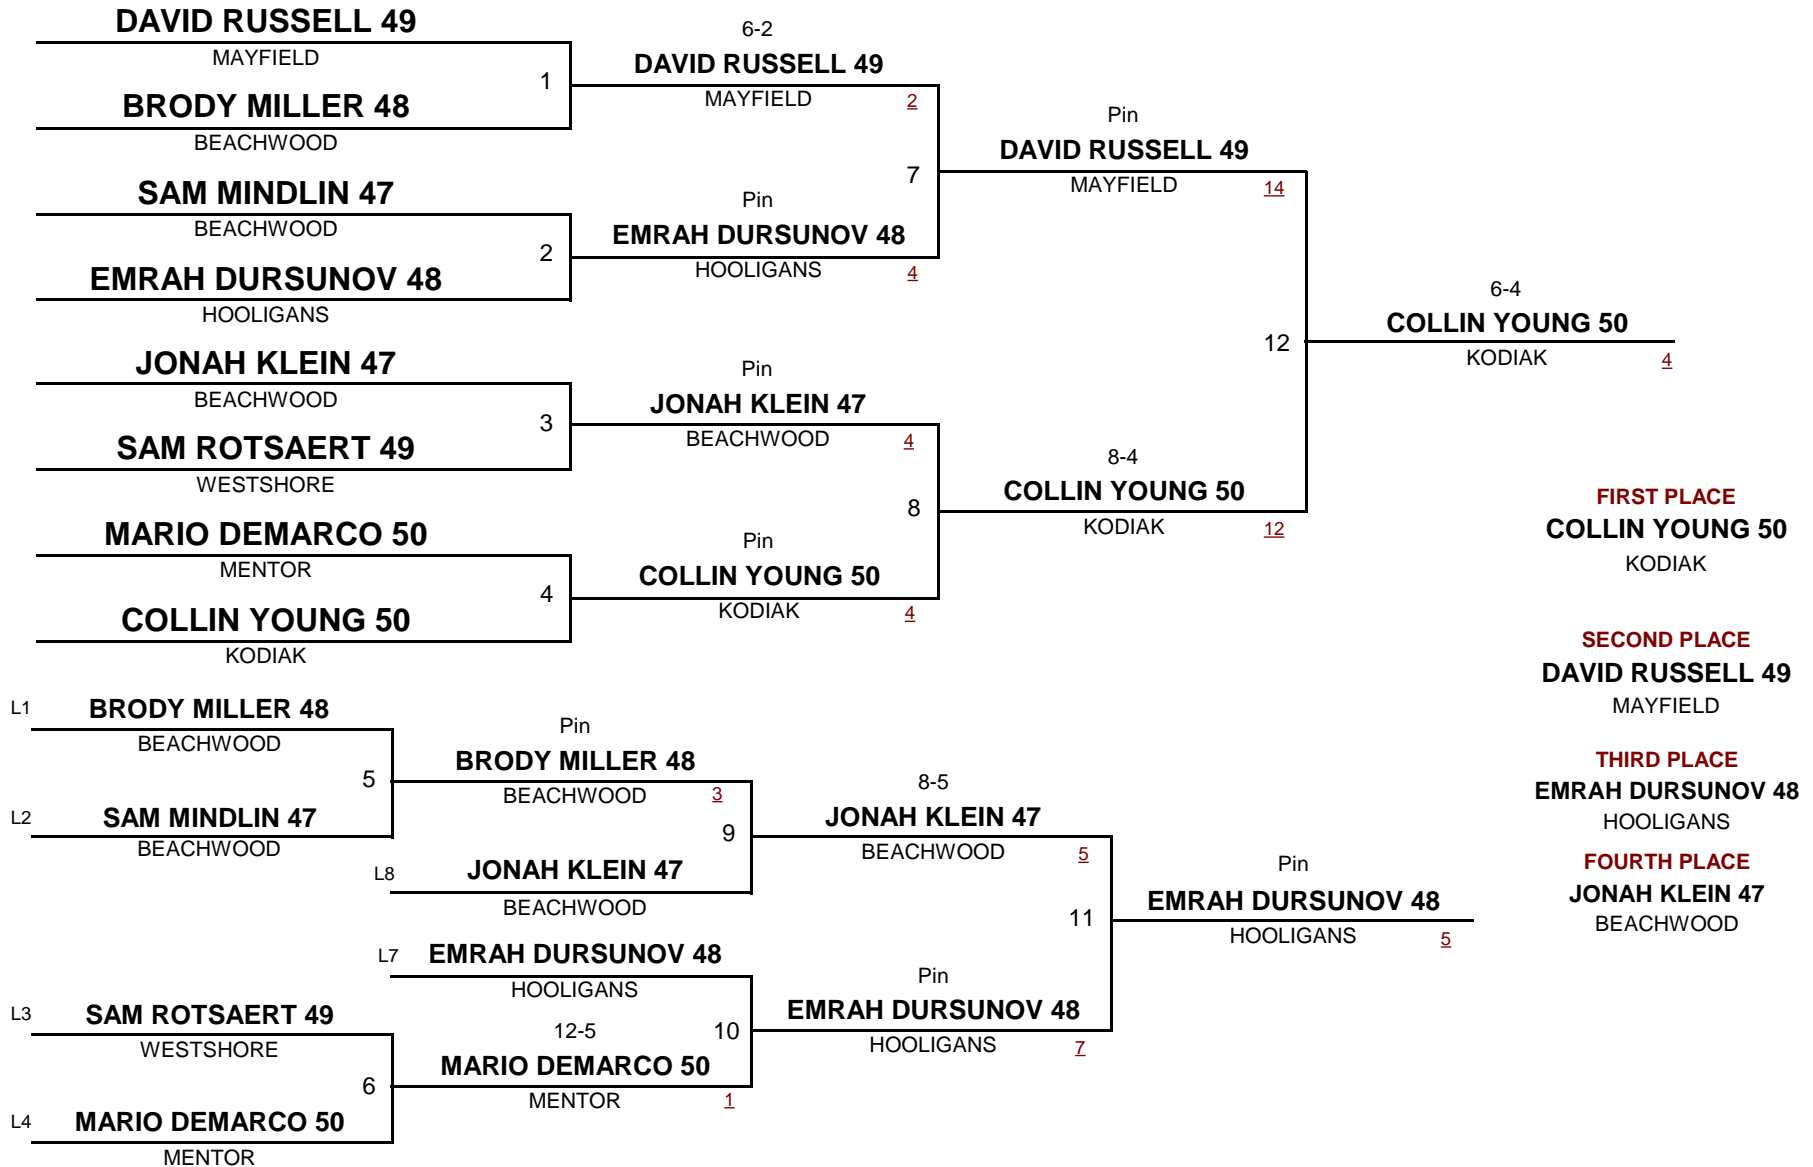 DAVID RUSSELL 49
MAYFIELD
1
BRODY MILLER 48
BEACHWOOD
SAM MINDLIN 47
BEACHWOOD
2
EMRAH DURSUNOV 48
HOOLIGANS
JONAH KLEIN 47
BEACHWOOD
3
SAM ROTSAERT 49
WESTSHORE
MARIO DEMARCO 50
MENTOR
4
COLLIN YOUNG 50
KODIAK
6-2
DAVID RUSSELL 49
MAYFIELD 2
7
Pin
EMRAH DURSUNOV 48
HOOLIGANS 4
Pin
JONAH KLEIN 47
BEACHWOOD 4
8
Pin
COLLIN YOUNG 50
KODIAK 4
Pin
DAVID RUSSELL 49
MAYFIELD 14
12
8-4
COLLIN YOUNG 50
KODIAK 12
6-4
COLLIN YOUNG 50
KODIAK 4
FIRST PLACE
COLLIN YOUNG 50
KODIAK
SECOND PLACE
DAVID RUSSELL 49
MAYFIELD
THIRD PLACE
EMRAH DURSUNOV 48
HOOLIGANS
FOURTH PLACE
JONAH KLEIN 47
BEACHWOOD
L1 BRODY MILLER 48
BEACHWOOD
5
L2 SAM MINDLIN 47
BEACHWOOD
L3 SAM ROTSAERT 49
WESTSHORE
6
L4 MARIO DEMARCO 50
MENTOR
Pin
BRODY MILLER 48
BEACHWOOD 3
9
L8 JONAH KLEIN 47
BEACHWOOD
L7 EMRAH DURSUNOV 48
HOOLIGANS
12-5 10
MARIO DEMARCO 50
MENTOR 1
8-5
JONAH KLEIN 47
BEACHWOOD 5
11
Pin
EMRAH DURSUNOV 48
HOOLIGANS 7
Pin
EMRAH DURSUNOV 48
HOOLIGANS 5